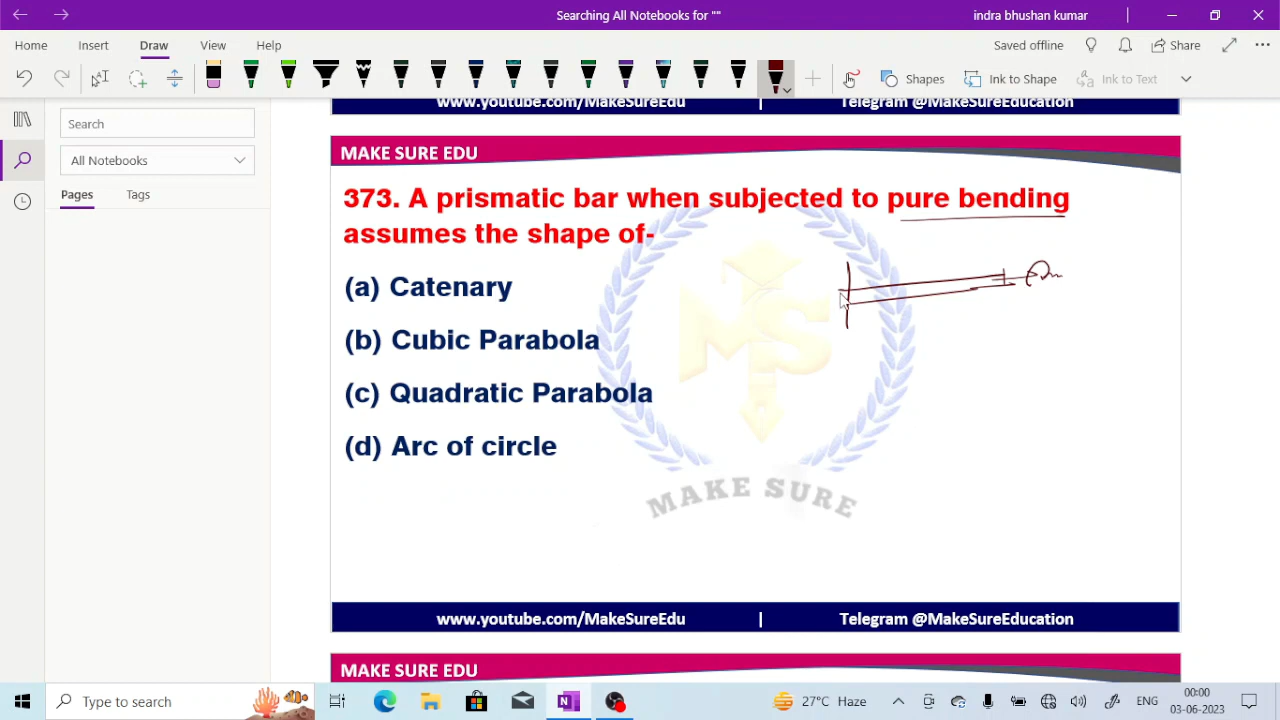 Searching All Notebooks for ""
indra bhushan kumar
Home Insert Draw View Help
Saved offline
Share
Shapes
Ink to Shape
Ink to Text
www.youtube.com/MakeSureEdu | Telegram @MakeSureEducation
Search
All Notebooks
Pages Tags
MAKE SURE EDU
373. A prismatic bar when subjected to pure bending
assumes the shape of-
(a) Catenary
(b) Cubic Parabola
(c) Quadratic Parabola
(d) Arc of circle
MS
MAKE SURE
www.youtube.com/MakeSureEdu | Telegram @MakeSureEducation
MAKE SURE EDU
Type to search
27°C Haze
ENG
00:00
03-06-2023